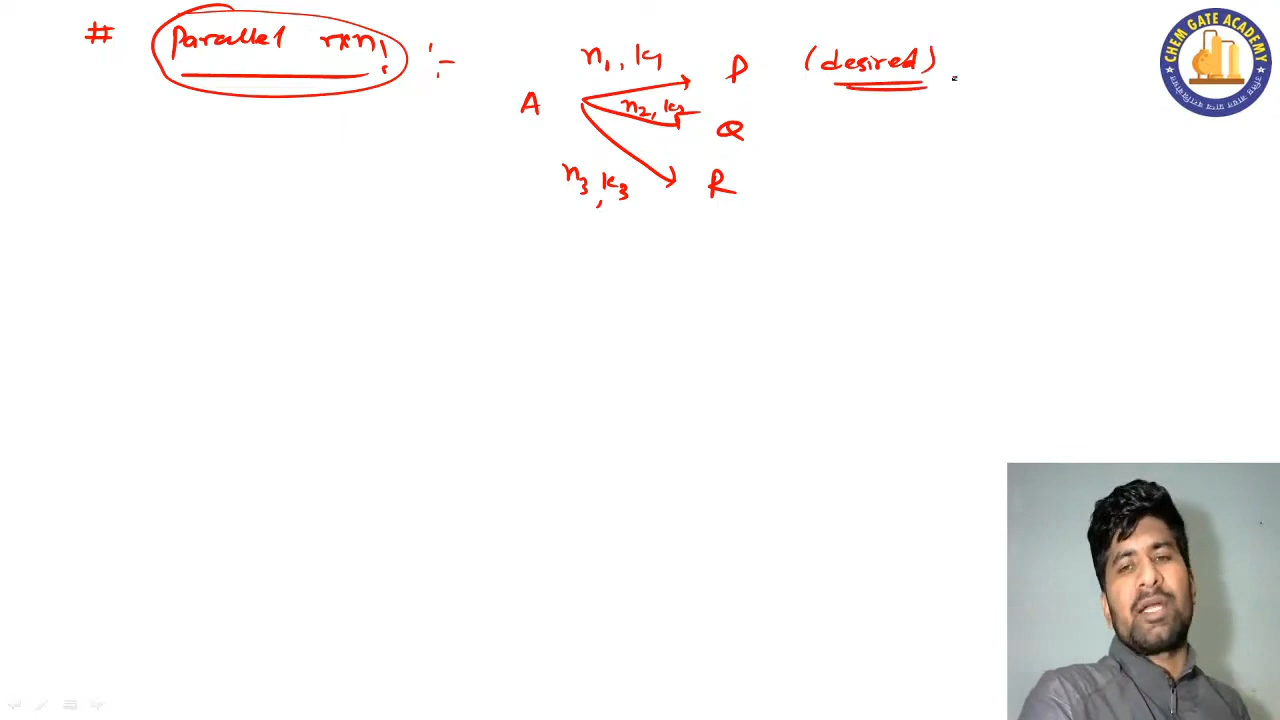 # Parallel rxn! :-
n1, k1 P (desired)
A n2, k2 Q
n3, k3 R
CHEM GATE ACADEMY